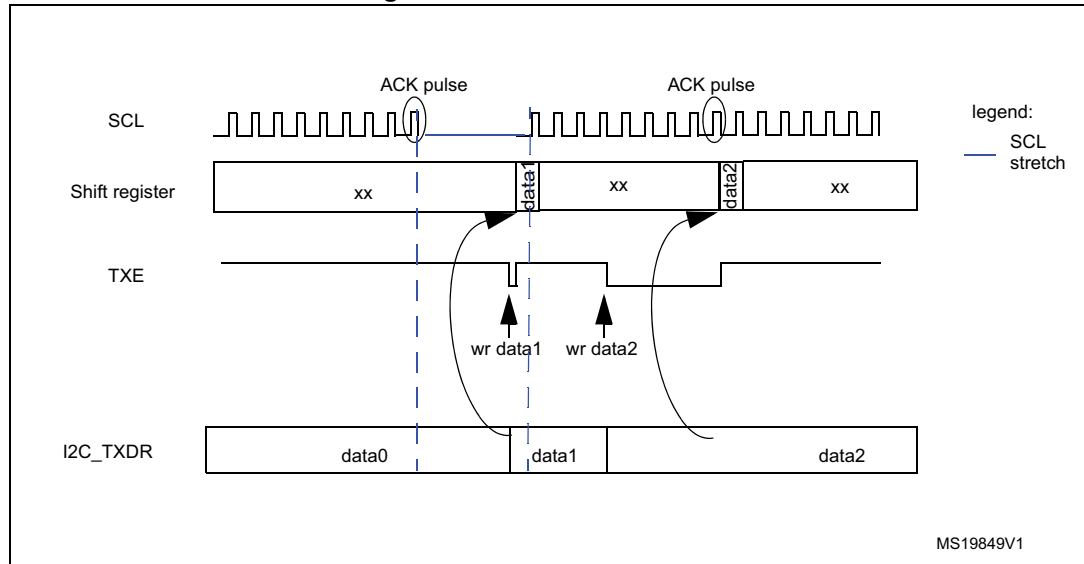 ACK pulse
ACK pulse
SCL
legend:
SCL
stretch
Shift register
xx
data1
xx
data2
xx
TXE
wr data1
wr data2
I2C_TXDR
data0
data1
data2
MS19849V1